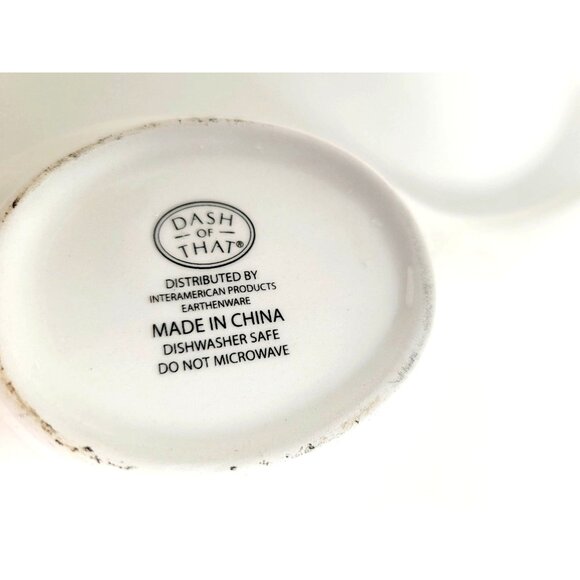 DASH
OF
THAT®
DISTRIBUTED BY
INTERAMERICAN PRODUCTS
EARTHENWARE
MADE IN CHINA
DISHWASHER SAFE
DO NOT MICROWAVE